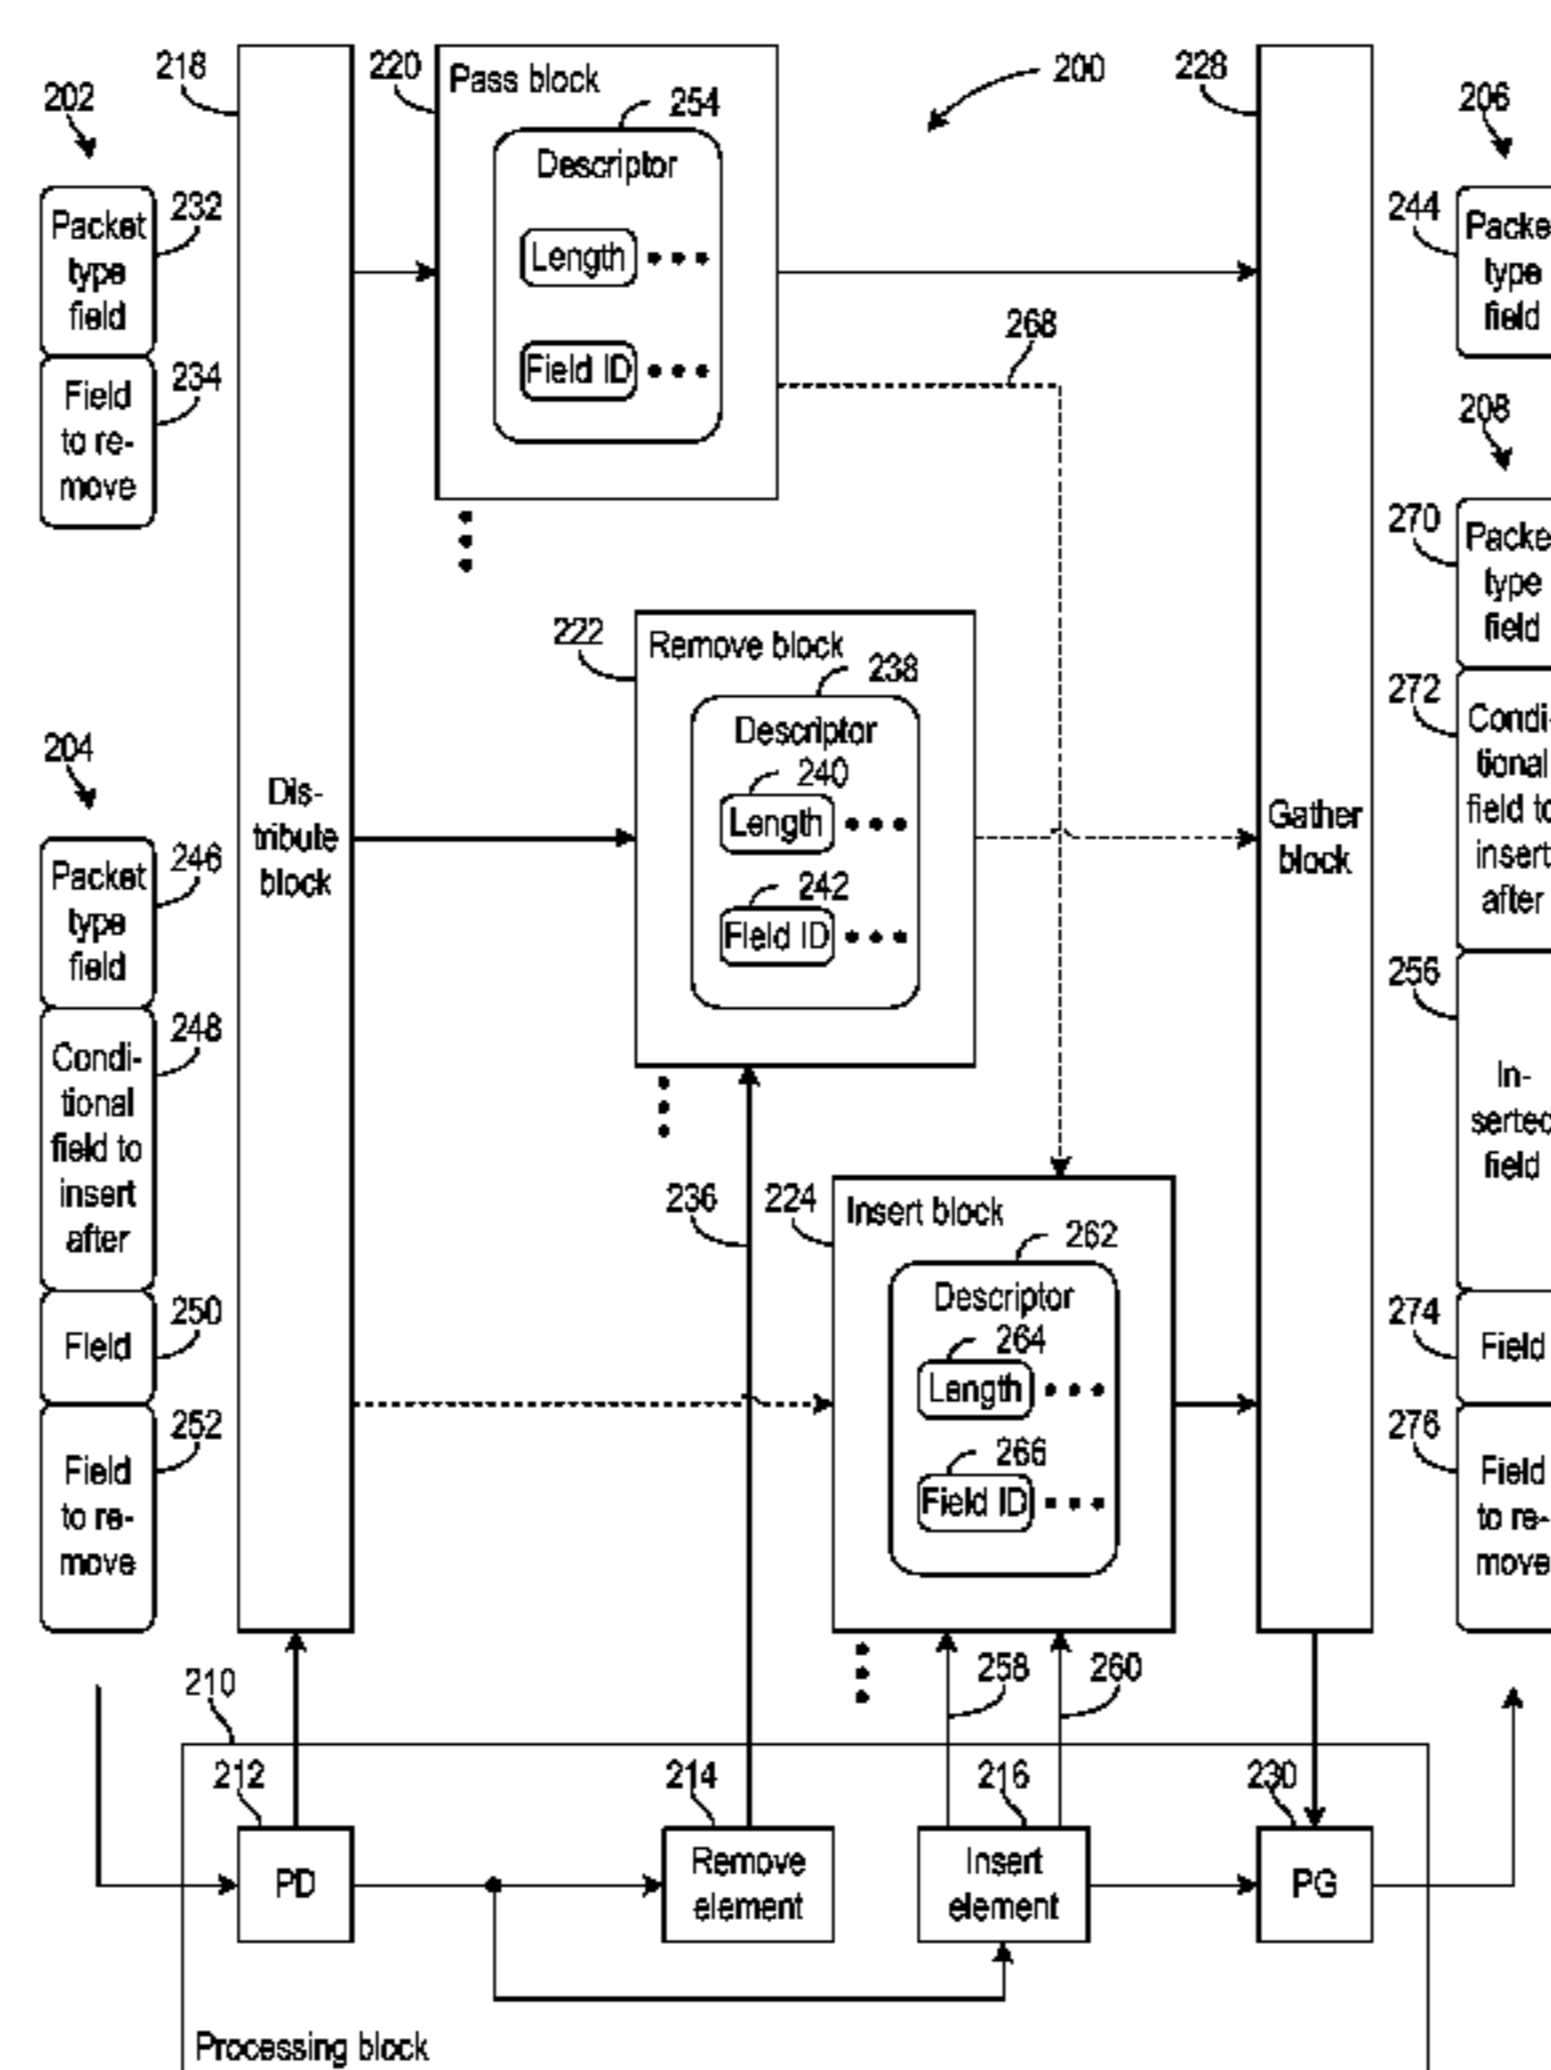 202
218
220
Pass block
254
Descriptor
Length
Field ID
200
228
206
232
Packet
type
field
234
Field
to re-
move
268
244
Packe
type
field
208
222
Remove block
238
Descriptor
240
Length
242
Field ID
270
Packe
type
field
272
Condi-
tional
field to
insert
after
204
246
Packet
type
field
Dis-
tribute
block
Gather
block
248
Condi-
tional
field to
insert
after
256
In-
serted
field
236
224
Insert block
262
Descriptor
264
Length
266
Field ID
250
Field
274
Field
252
Field
to re-
move
276
Field
to re-
move
258
260
210
212
PD
214
Remove
element
216
Insert
element
230
PG
Processing block